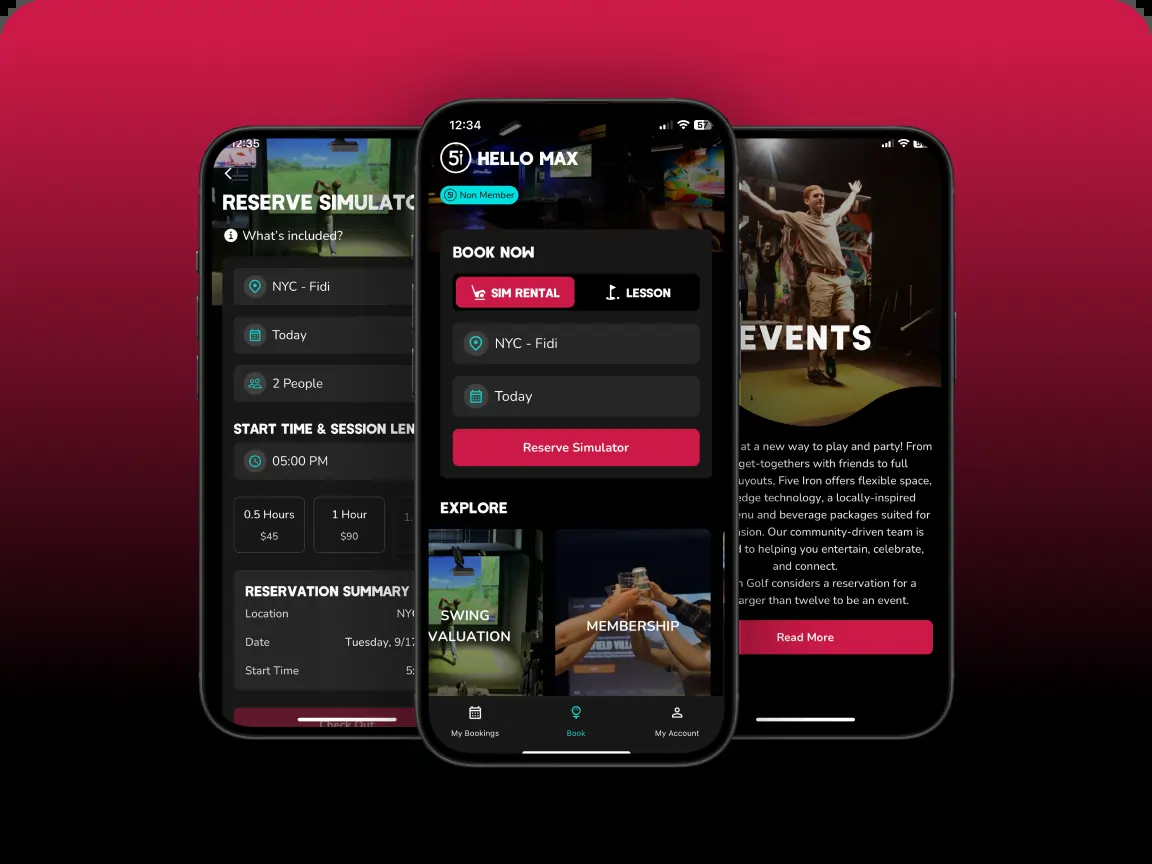 12:35
RESERVE SIMULATO
What's included?
NYC - Fidi
Today
2 People
START TIME & SESSION LEN
05:00 PM
0.5 Hours
$45
1 Hour
$90
1.
RESERVATION SUMMARY
Location NYC
Date Tuesday, 9/17
Start Time 5:
Check Out
12:34
57
5i HELLO MAX
5i Non Member
BOOK NOW
SIM RENTAL
LESSON
NYC - Fidi
Today
Reserve Simulator
EXPLORE
SWING
VALUATION
MEMBERSHIP
FIELD
My Bookings
Book
My Account
EVENTS
at a new way to play and party! From
get-togethers with friends to full
uyouts, Five Iron offers flexible space,
edge technology, a locally-inspired
enu and beverage packages suited for
sion. Our community-driven team is
d to helping you entertain, celebrate,
and connect.
n Golf considers a reservation for a
arger than twelve to be an event.
Read More